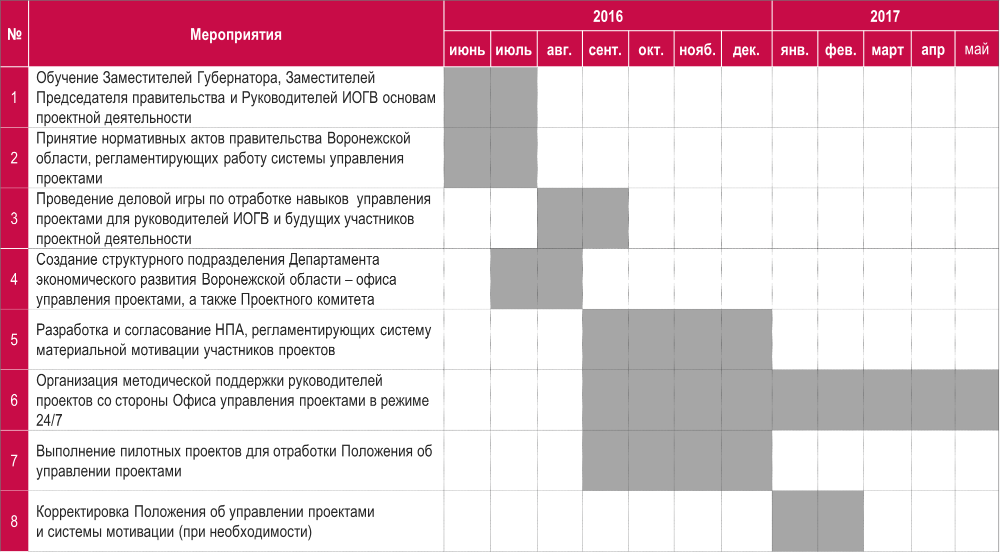 №
Мероприятия
2016
2017
июнь июль авг. сент. окт. нояб. дек. янв. фев. март апр май
1
Обучение Заместителей Губернатора, Заместителей
Председателя правительства и Руководителей ИОГВ основам
проектной деятельности
2
Принятие нормативных актов правительства Воронежской
области, регламентирующих работу системы управления
проектами
3
Проведение деловой игры по отработке навыков управления
проектами для руководителей ИОГВ и будущих участников
проектной деятельности
4
Создание структурного подразделения Департамента
экономического развития Воронежской области – офиса
управления проектами, а также Проектного комитета
5
Разработка и согласование НПА, регламентирующих систему
материальной мотивации участников проектов
6
Организация методической поддержки руководителей
проектов со стороны Офиса управления проектами в режиме
24/7
7
Выполнение пилотных проектов для отработки Положения об
управлении проектами
8
Корректировка Положения об управлении проектами
и системы мотивации (при необходимости)